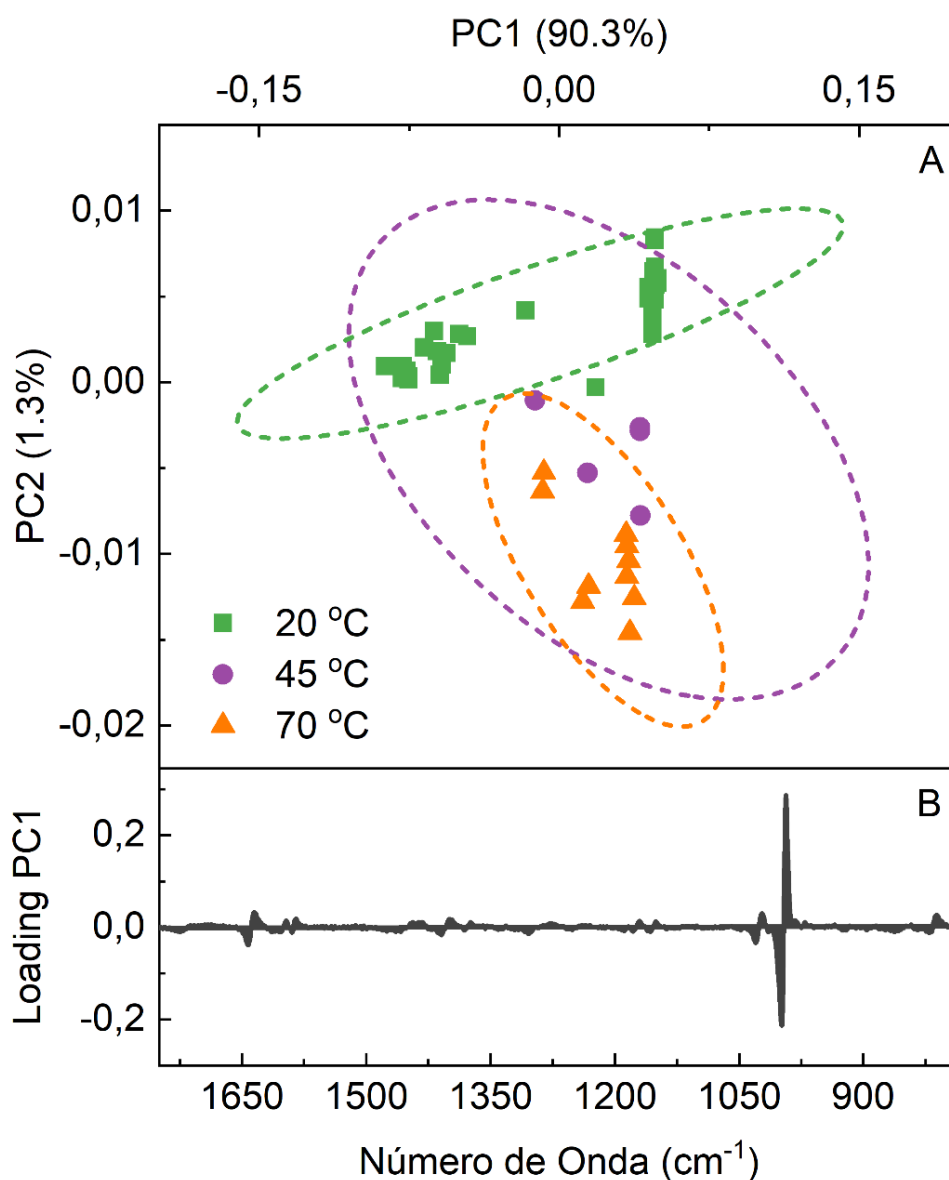 PC1 (90.3%)
-0,15 0,00 0,15
A
PC2 (1.3%)
0,01
0,00
-0,01
-0,02
20 °C
45 °C
70 °C
B
Loading PC1
0,2
0,0
-0,2
1650 1500 1350 1200 1050 900
Número de Onda (cm⁻¹)